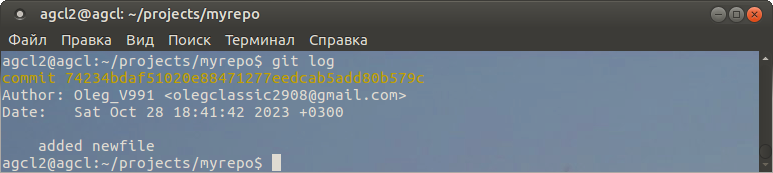 agcl2@agcl: ~/projects/myrepo
Файл Правка Вид Поиск Терминал Справка
agcl2@agcl:~/projects/myrepo$ git log
commit 74234bdaf51020e88471277eedcab5add80b579c
Author: Oleg_V991 <olegclassic2908@gmail.com>
Date:   Sat Oct 28 18:41:42 2023 +0300
    added newfile
agcl2@agcl:~/projects/myrepo$